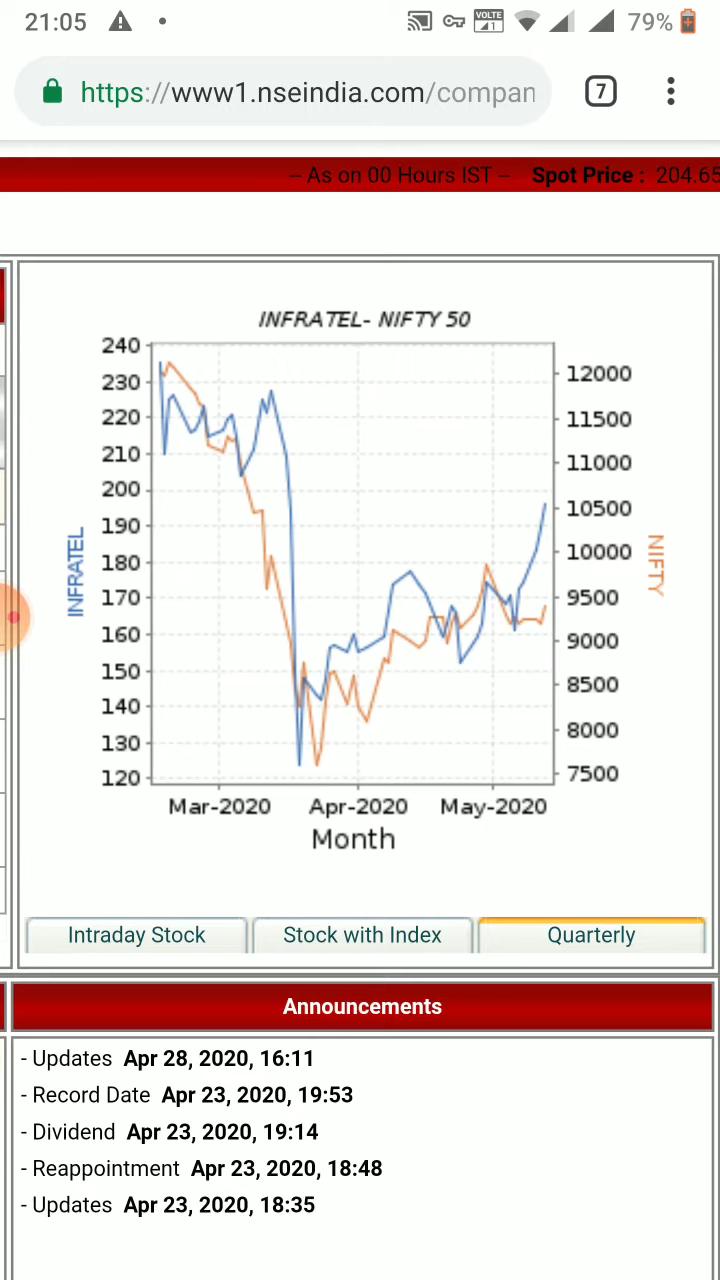 21:05
VOLTE
1
79%
https://www1.nseindia.com/compan
7
-- As on 00 Hours IST -- Spot Price : 204.65
INFRATEL- NIFTY 50
240
230
220
210
200
190
180
170
160
150
140
130
120
INFRATEL
12000
11500
11000
10500
10000
9500
9000
8500
8000
7500
NIFTY
Mar-2020 Apr-2020 May-2020
Month
Intraday Stock Stock with Index Quarterly
Announcements
- Updates Apr 28, 2020, 16:11
- Record Date Apr 23, 2020, 19:53
- Dividend Apr 23, 2020, 19:14
- Reappointment Apr 23, 2020, 18:48
- Updates Apr 23, 2020, 18:35